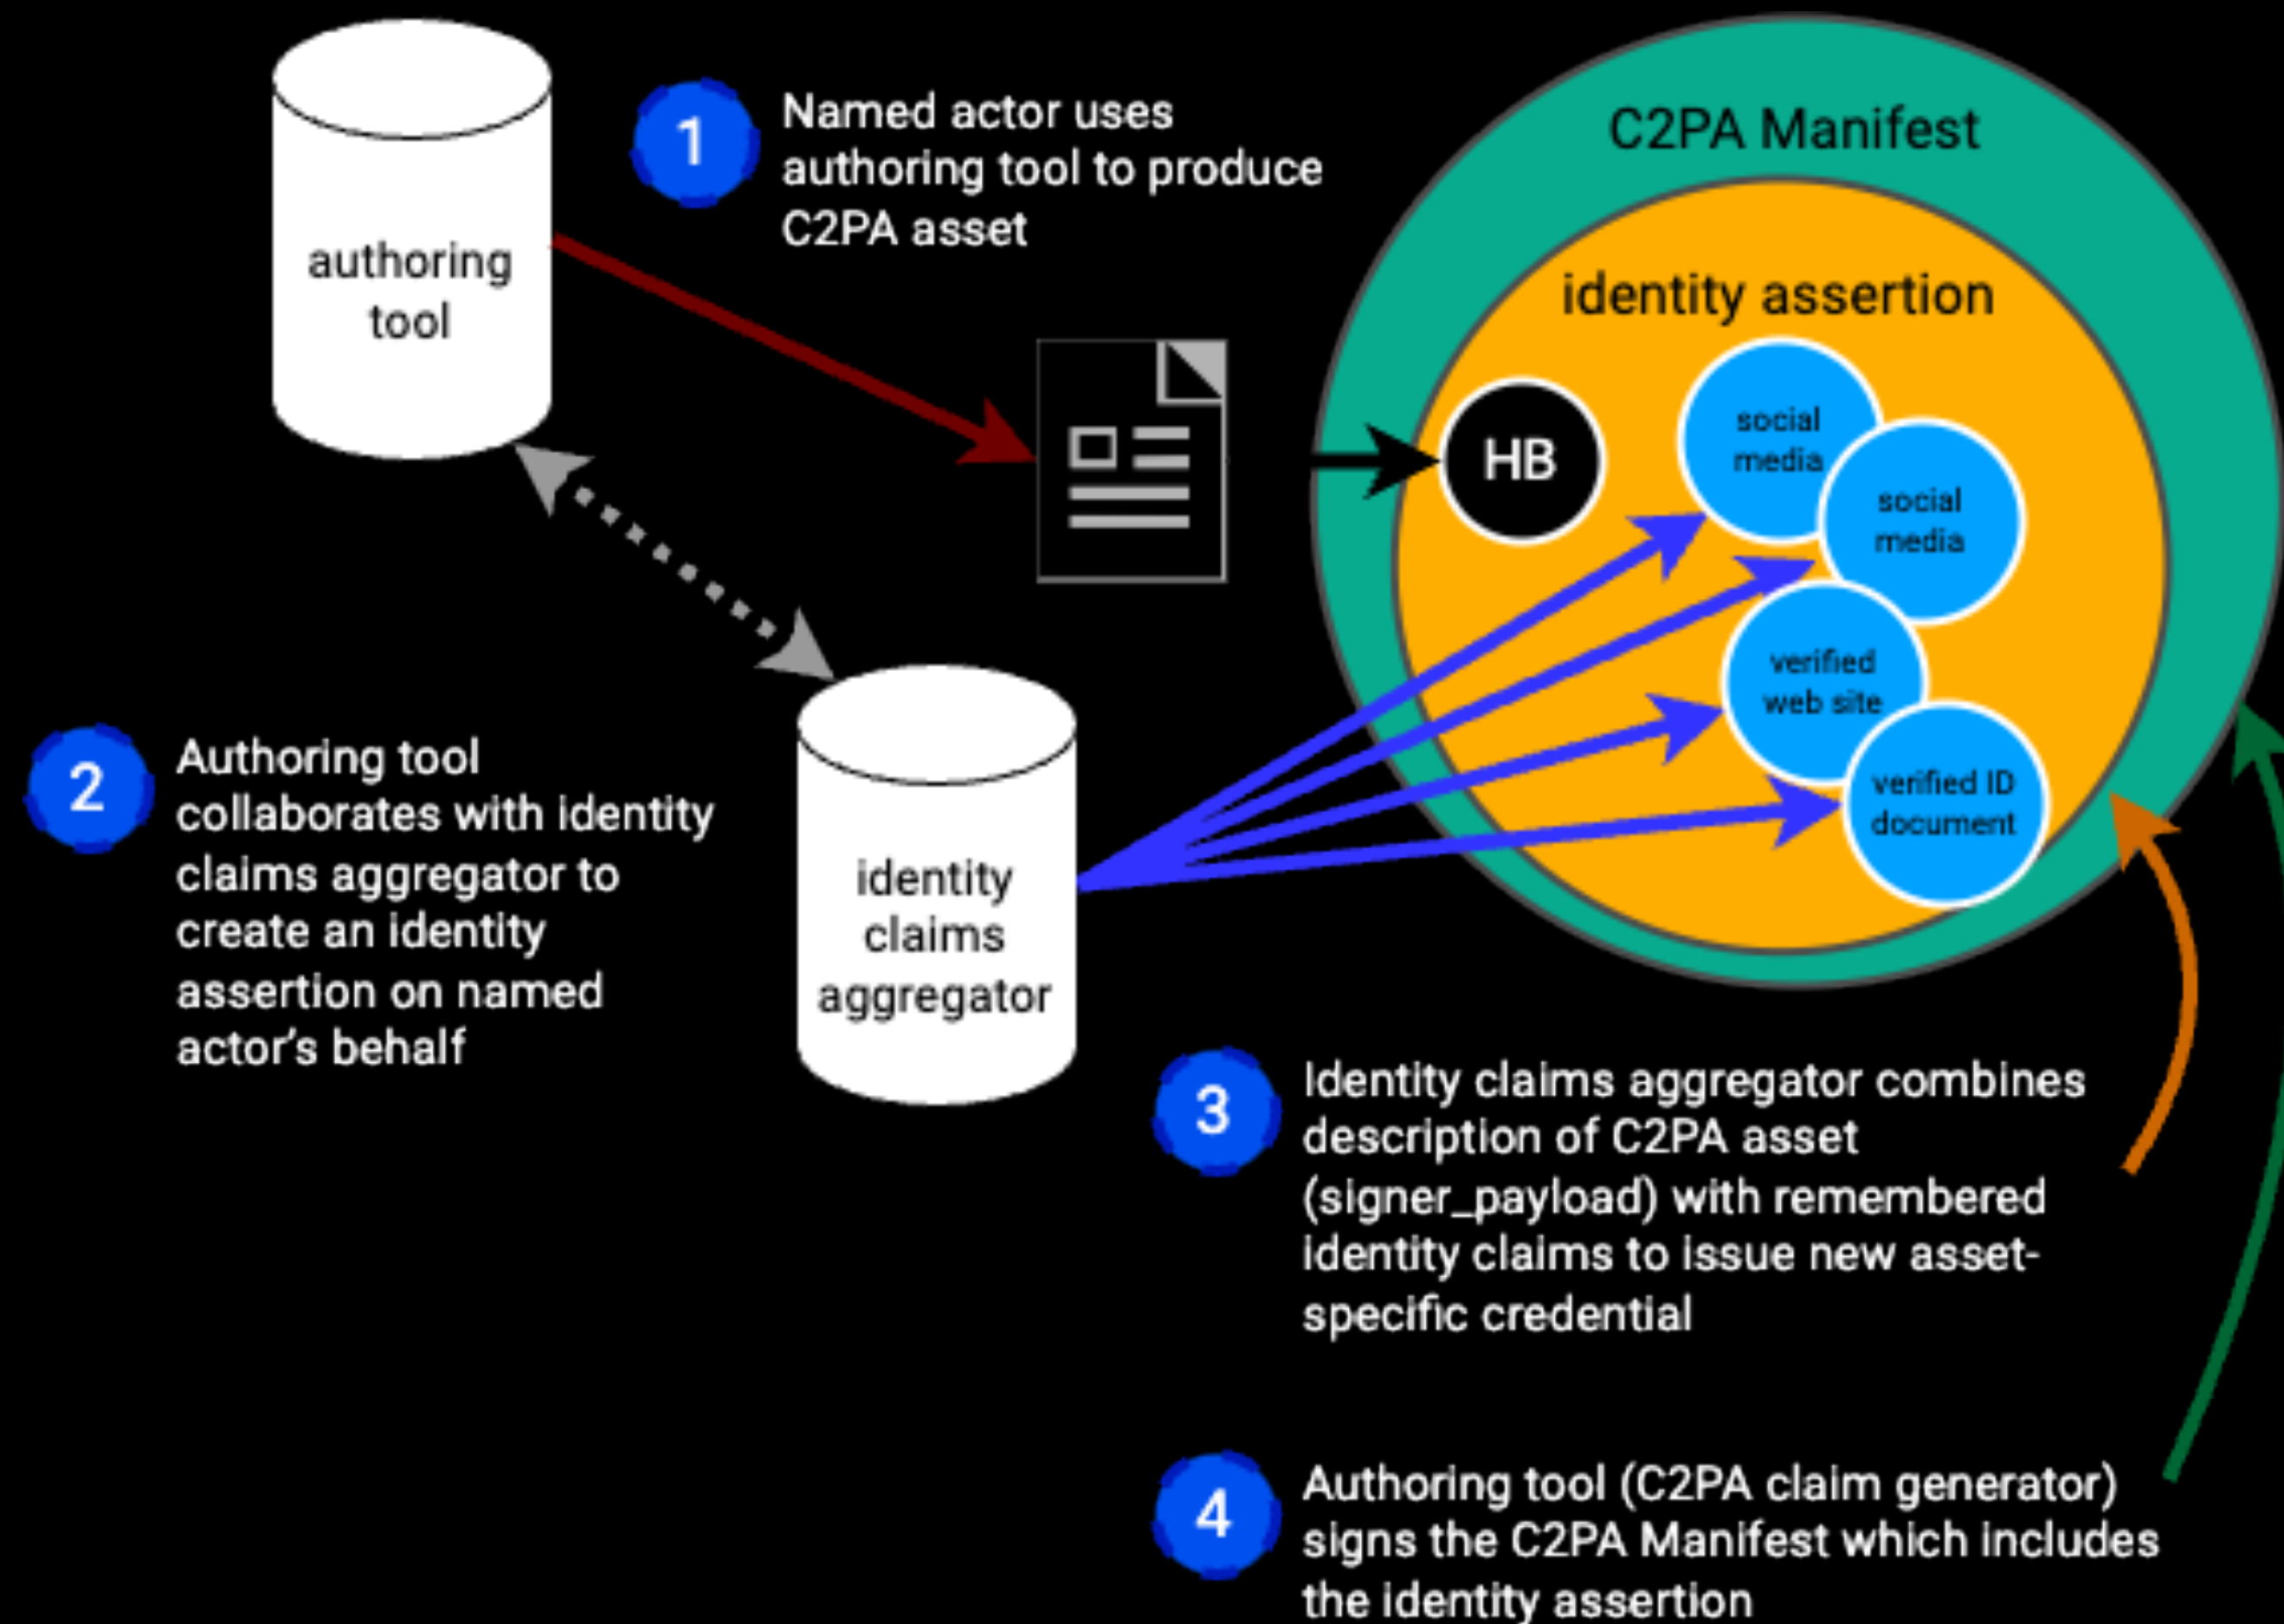 authoring
tool
1
Named actor uses
authoring tool to produce
C2PA asset
C2PA Manifest
identity assertion
HB
social
media
social
media
verified
web site
verified ID
document
2
Authoring tool
collaborates with identity
claims aggregator to
create an identity
assertion on named
actor’s behalf
identity
claims
aggregator
3
Identity claims aggregator combines
description of C2PA asset
(signer_payload) with remembered
identity claims to issue new asset-
specific credential
4
Authoring tool (C2PA claim generator)
signs the C2PA Manifest which includes
the identity assertion